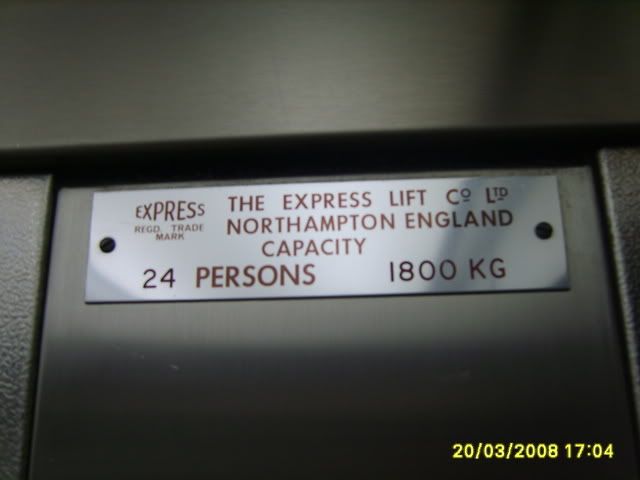 EXPRESS
REGD. TRADE
MARK
THE EXPRESS LIFT Cº LTD
NORTHAMPTON ENGLAND
CAPACITY
24 PERSONS 1800 KG
20/03/2008 17:04